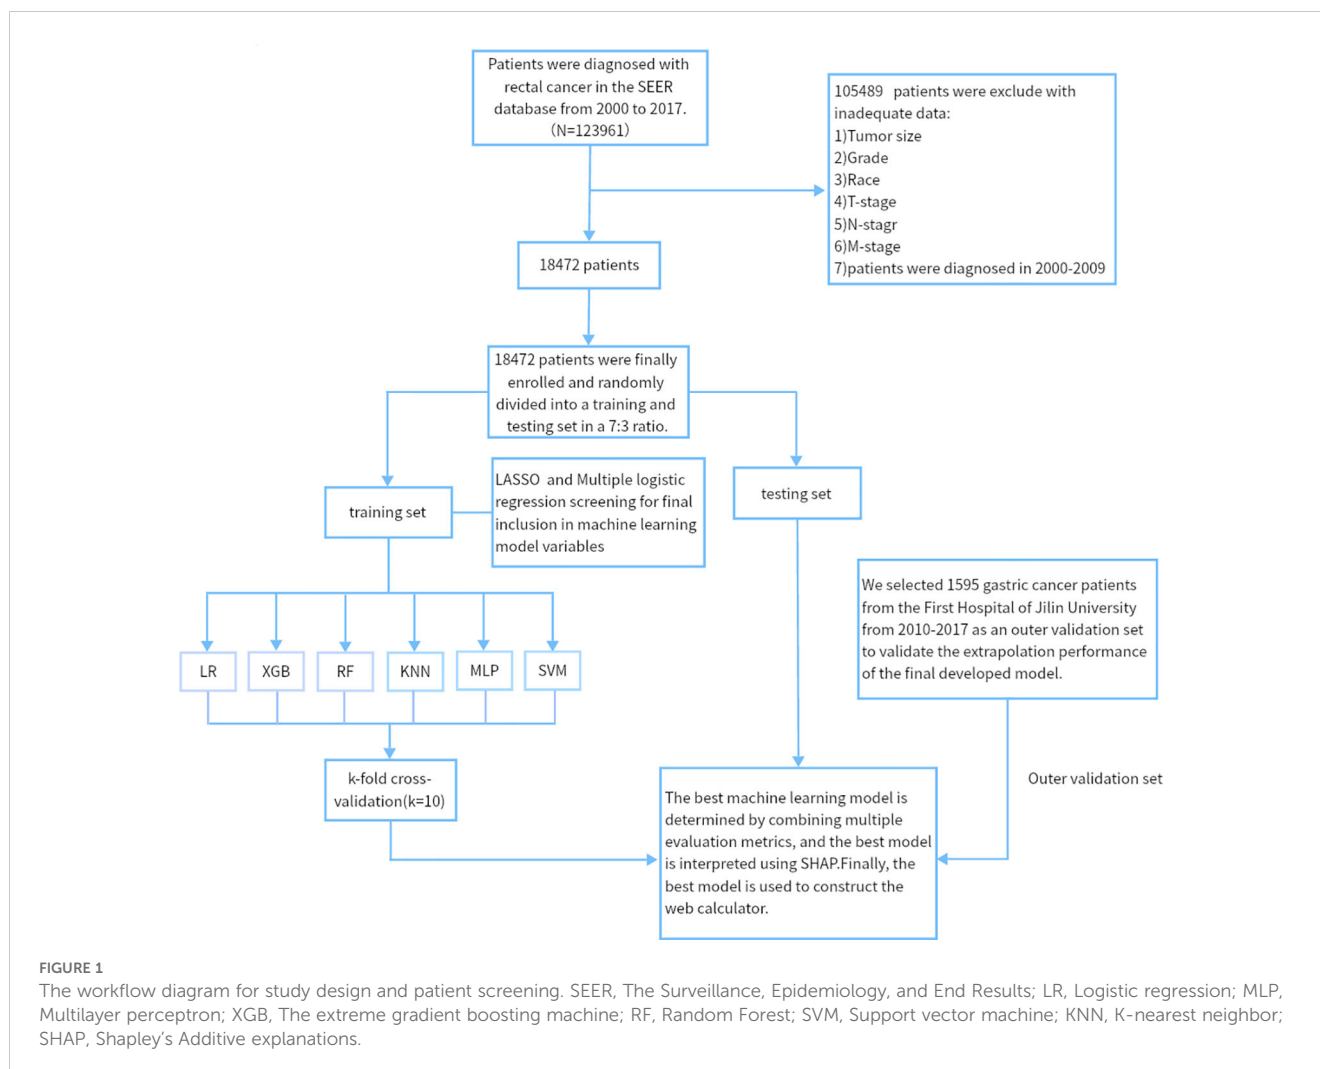 Patients were diagnosed with
rectal cancer in the SEER
database from 2000 to 2017.
(N=123961)
105489 patients were exclude with
inadequate data:
1)Tumor size
2)Grade
3)Race
4)T-stage
5)N-stagr
6)M-stage
7)patients were diagnosed in 2000-2009
18472 patients
18472 patients were finally
enrolled and randomly
divided into a training and
testing set in a 7:3 ratio.
training set
LASSO and Multiple logistic
regression screening for final
inclusion in machine learning
model variables
testing set
We selected 1595 gastric cancer patients
from the First Hospital of Jilin University
from 2010-2017 as an outer validation set
to validate the extrapolation performance
of the final developed model.
LR
XGB
RF
KNN
MLP
SVM
k-fold cross-
validation(k=10)
Outer validation set
The best machine learning model is
determined by combining multiple
evaluation metrics, and the best model
is interpreted using SHAP.Finally, the
best model is used to construct the
web calculator.
FIGURE 1
The workflow diagram for study design and patient screening. SEER, The Surveillance, Epidemiology, and End Results; LR, Logistic regression; MLP,
Multilayer perceptron; XGB, The extreme gradient boosting machine; RF, Random Forest; SVM, Support vector machine; KNN, K-nearest neighbor;
SHAP, Shapley's Additive explanations.